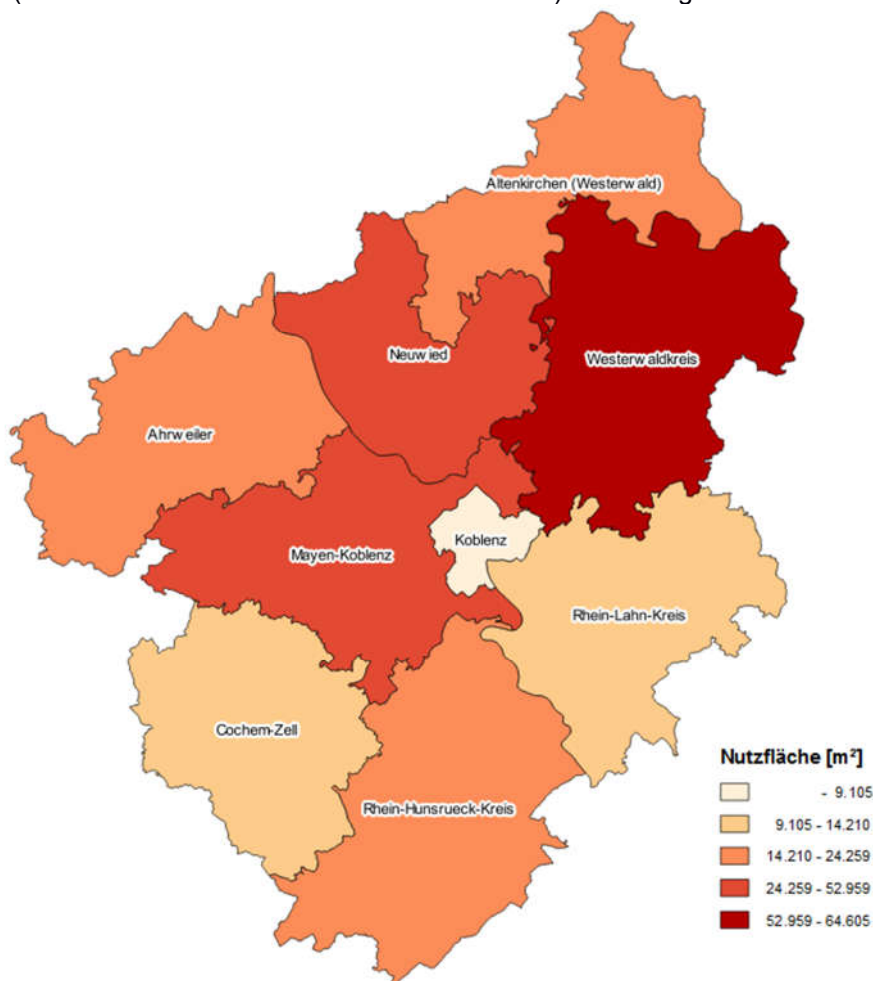 Altenkirchen (Westerwald)
Neuwied
Westerwaldkreis
Ahrweiler
Koblenz
Mayen-Koblenz
Rhein-Lahn-Kreis
Cochem-Zell
Rhein-Hunsrueck-Kreis
Nutzfläche [m²]
- 9.105
9.105 - 14.210
14.210 - 24.259
24.259 - 52.959
52.959 - 64.605